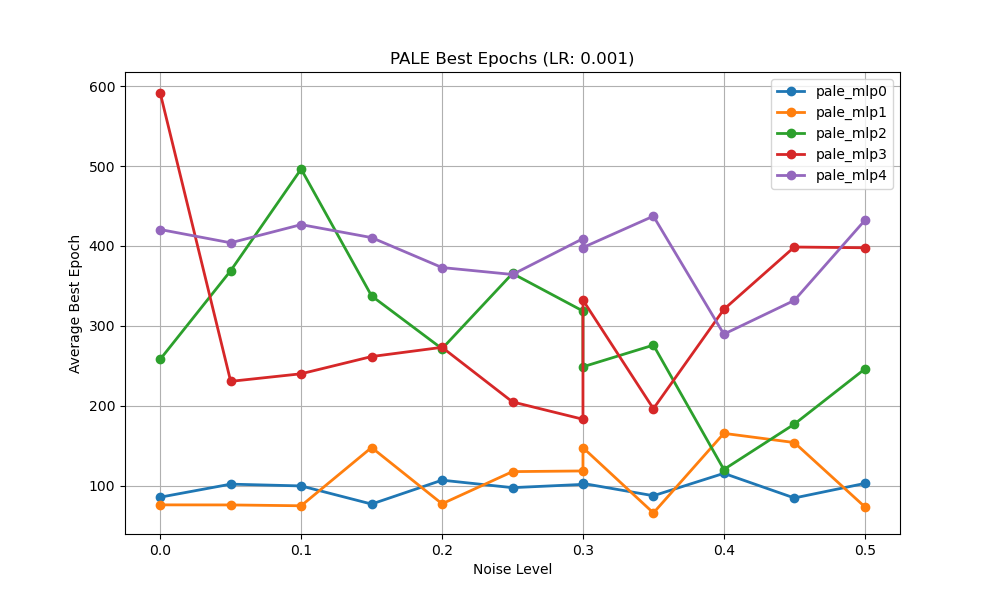 PALE Best Epochs (LR: 0.001)
600
500
400
300
200
100
Average Best Epoch
0.0 0.1 0.2 0.3 0.4 0.5
Noise Level
pale_mlp0
pale_mlp1
pale_mlp2
pale_mlp3
pale_mlp4